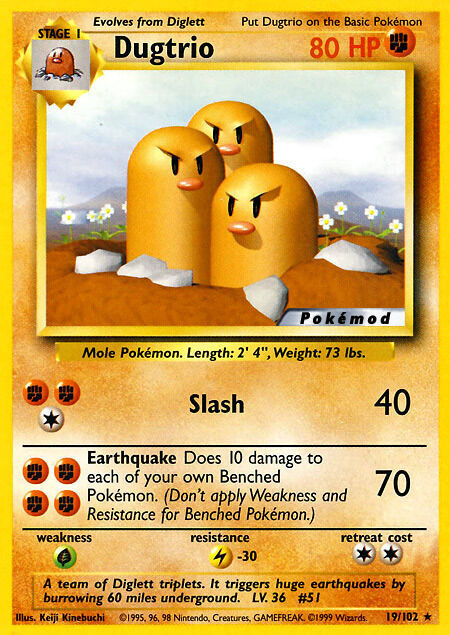 Evolves from Diglett
Put Dugtrio on the Basic Pokémon
STAGE 1
Dugtrio
80 HP
Pokémod
Mole Pokémon. Length: 2' 4", Weight: 73 lbs.
Slash
40
Earthquake Does 10 damage to
each of your own Benched
Pokémon. (Don't apply Weakness and
Resistance for Benched Pokémon.)
70
weakness
resistance
retreat cost
-30
A team of Diglett triplets. It triggers huge earthquakes by
burrowing 60 miles underground. LV. 36 #51
Illus. Keiji Kinebuchi
©1995, 96, 98 Nintendo, Creatures, GAMEFREAK. ©1999 Wizards.
19/102 ★